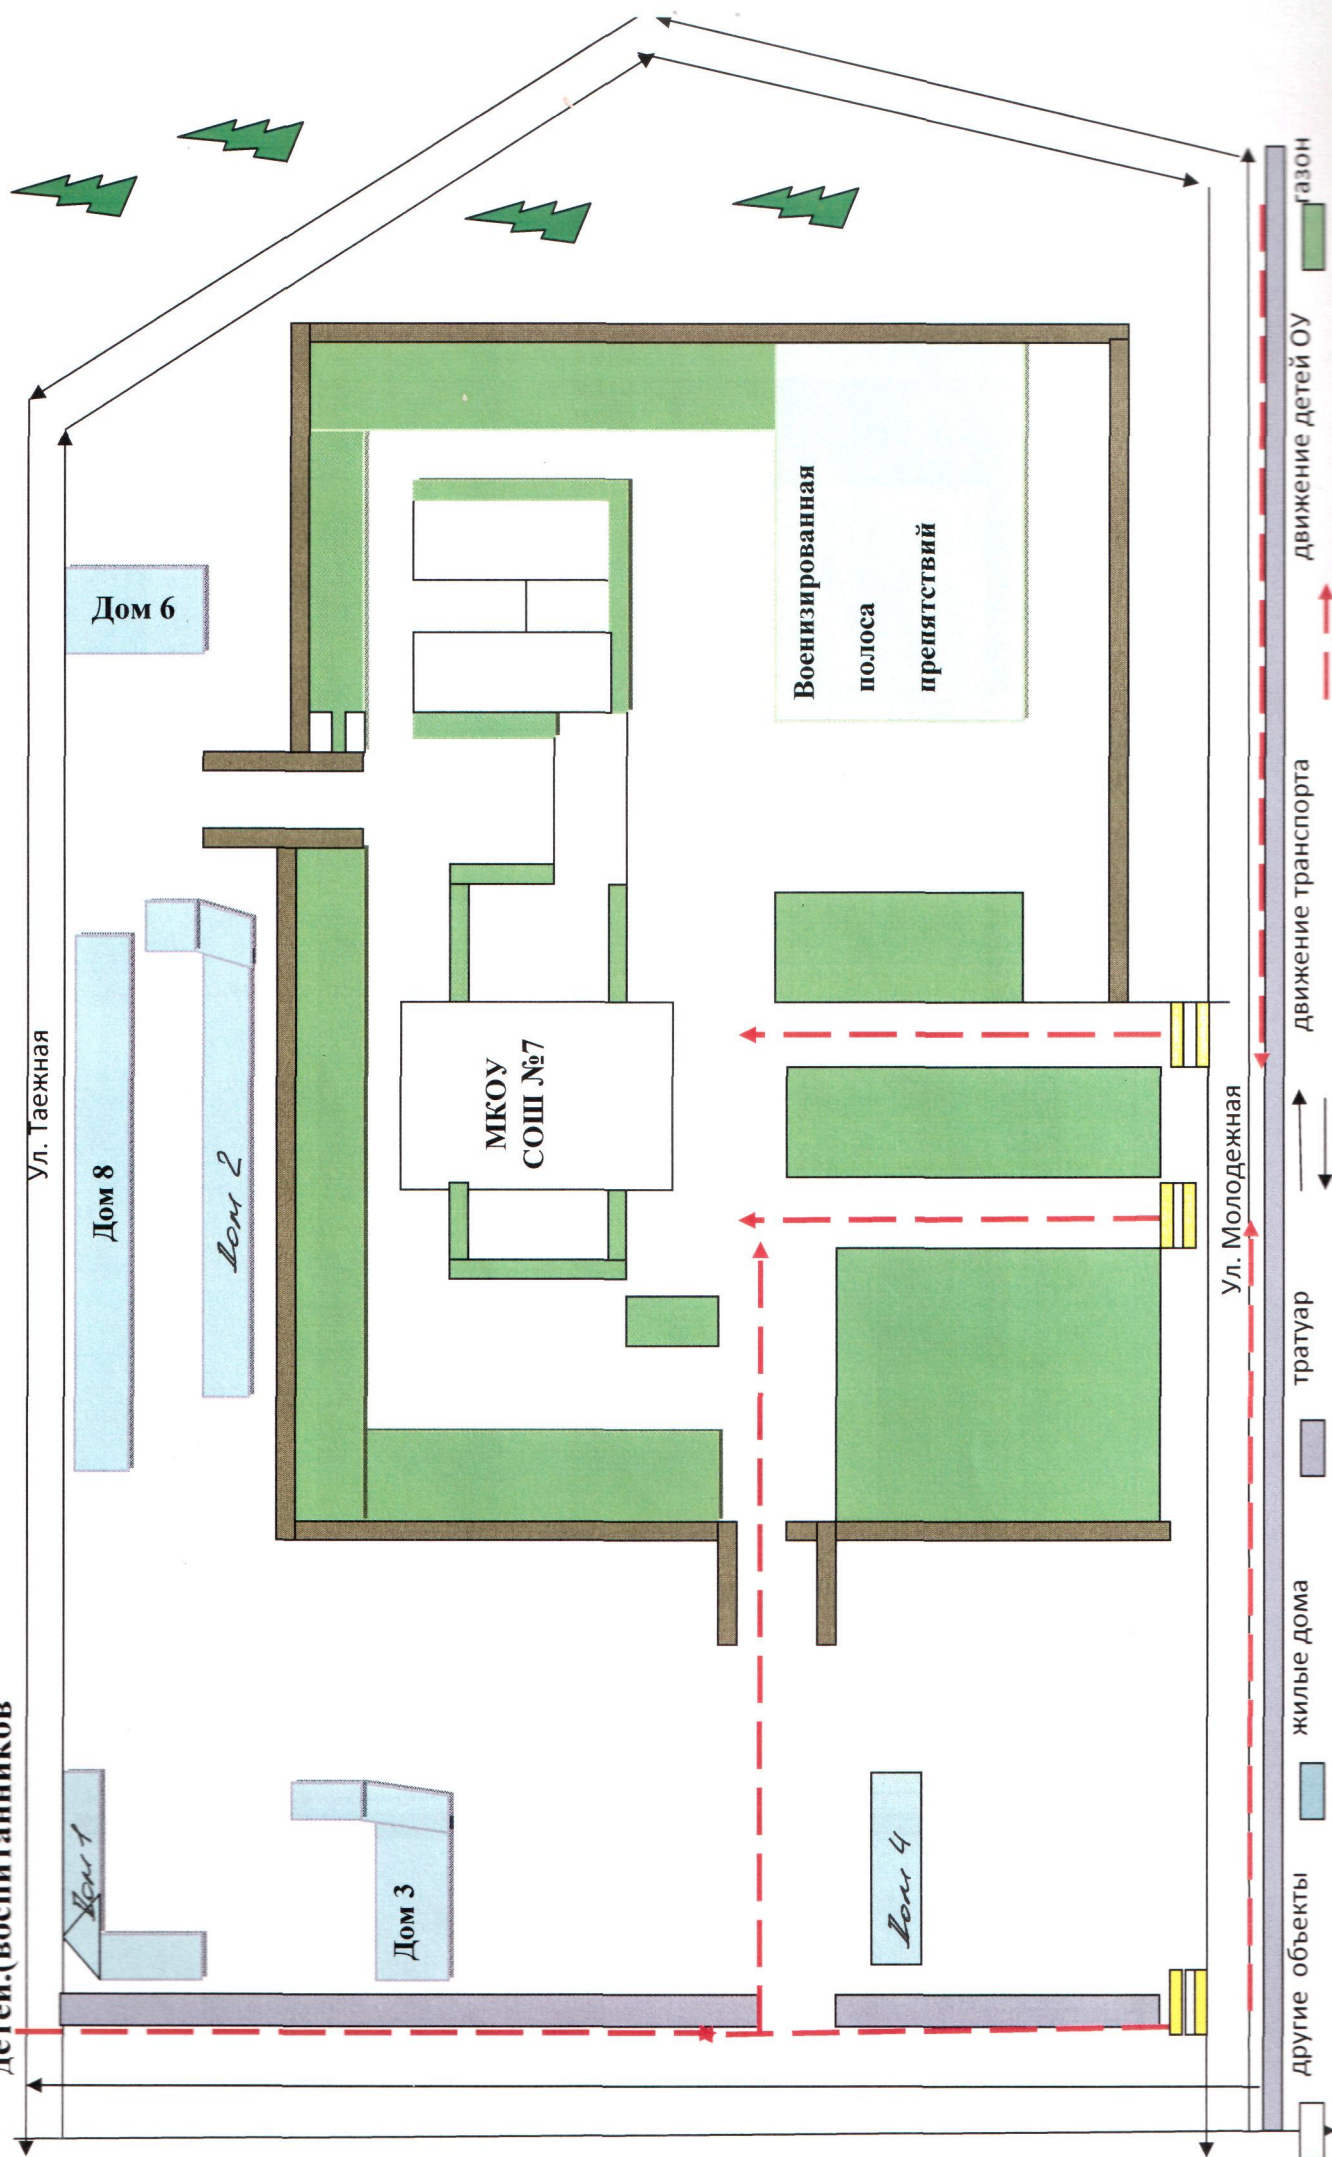 детей.(воспитанников
Ул. Таежная
Дом 1
Дом 8
Дом 6
Дом 2
Дом 3
МКОУ
СОШ №7
Военизированная
полоса
препятствий
Дом 4
Ул. Молодежная
другие объекты
жилые дома
тратуар
движение транспорта
движение детей ОУ
газон